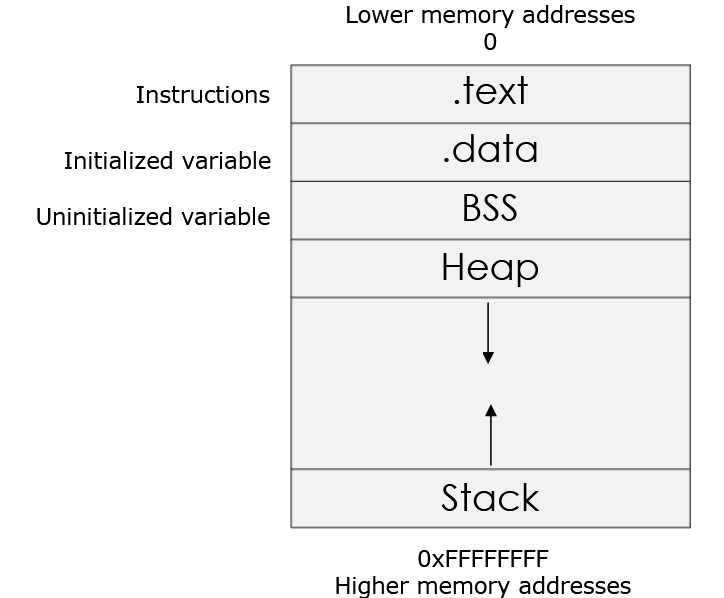 Lower memory addresses
0
Instructions
.text
Initialized variable
.data
Uninitialized variable
BSS
Heap
Stack
0xFFFFFFFF
Higher memory addresses